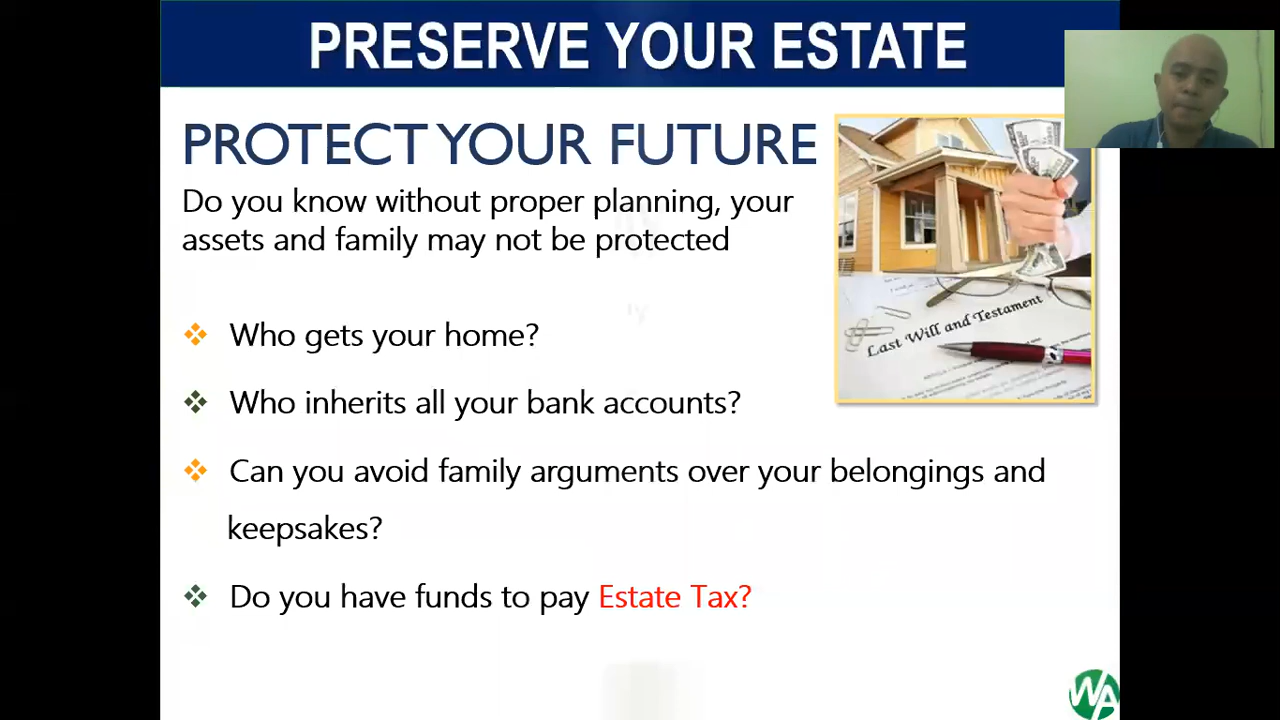 PRESERVE YOUR ESTATE
PROTECT YOUR FUTURE
Do you know without proper planning, your
assets and family may not be protected
Last Will and Testament
Who gets your home?
Who inherits all your bank accounts?
Can you avoid family arguments over your belongings and
keepsakes?
Do you have funds to pay Estate Tax?
WA